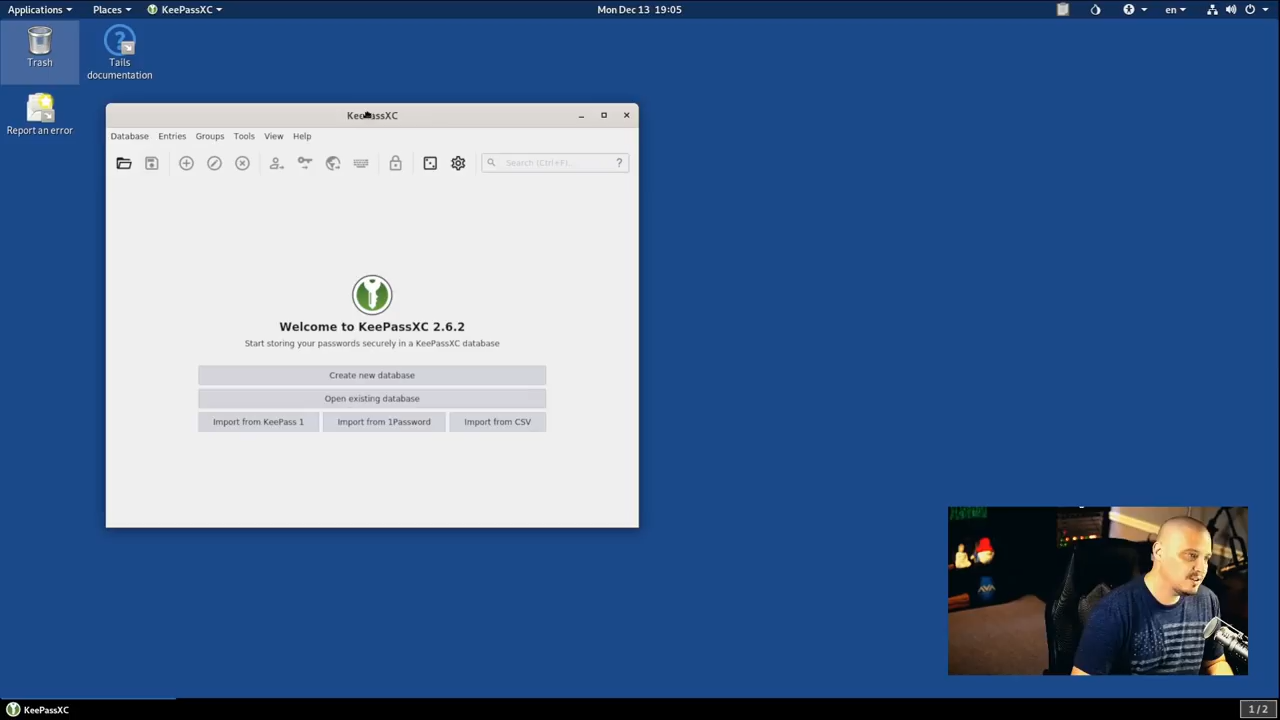 Applications Places KeePassXC Mon Dec 13 19:05 en
Trash
Tails
documentation
Report an error
KeePassXC
Database Entries Groups Tools View Help
Search (Ctrl+F)... ?
Welcome to KeePassXC 2.6.2
Start storing your passwords securely in a KeePassXC database
Create new database
Open existing database
Import from KeePass 1 Import from 1Password Import from CSV
KeePassXC 1 / 2